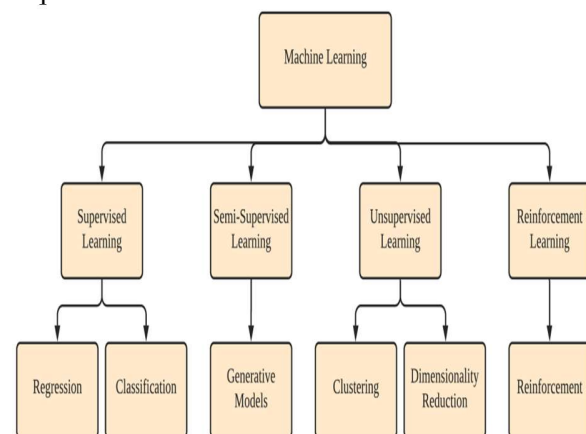 Machine Learning
Supervised
Learning
Semi-Supervised
Learning
Unsupervised
Learning
Reinforcement
Learning
Regression
Classification
Generative
Models
Clustering
Dimensionality
Reduction
Reinforcement